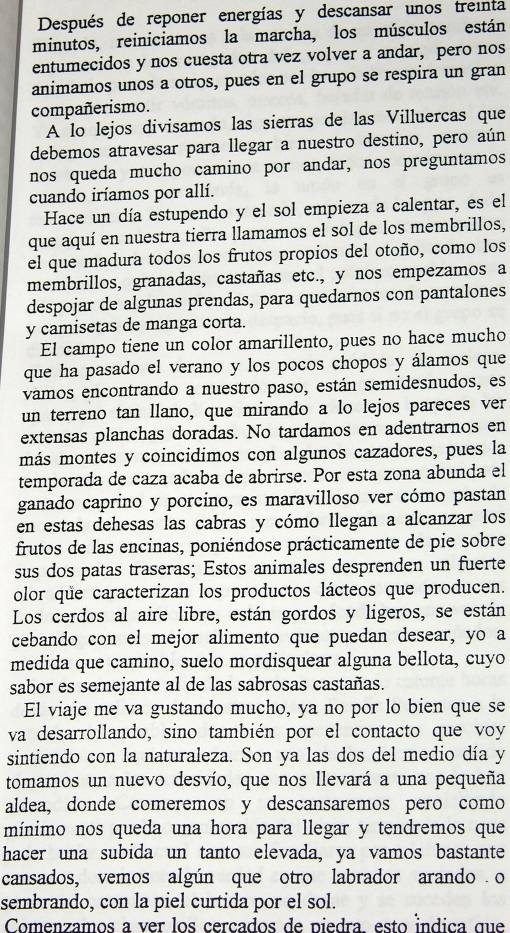 Después de reponer energías y descansar unos treinta
minutos, reiniciamos la marcha, los músculos están
entumecidos y nos cuesta otra vez volver a andar, pero nos
animamos unos a otros, pues en el grupo se respira un gran
compañerismo.
A lo lejos divisamos las sierras de las Villuercas que
debemos atravesar para llegar a nuestro destino, pero aún
nos queda mucho camino por andar, nos preguntamos
cuando iríamos por allí.
Hace un día estupendo y el sol empieza a calentar, es el
que aquí en nuestra tierra llamamos el sol de los membrillos,
el que madura todos los frutos propios del otoño, como los
membrillos, granadas, castañas etc., y nos empezamos a
despojar de algunas prendas, para quedarnos con pantalones
y camisetas de manga corta.
El campo tiene un color amarillento, pues no hace mucho
que ha pasado el verano y los pocos chopos y álamos que
vamos encontrando a nuestro paso, están semidesnudos, es
un terreno tan llano, que mirando a lo lejos pareces ver
extensas planchas doradas. No tardamos en adentrarnos en
más montes y coincidimos con algunos cazadores, pues la
temporada de caza acaba de abrirse. Por esta zona abunda el
ganado caprino y porcino, es maravilloso ver cómo pastan
en estas dehesas las cabras y cómo llegan a alcanzar los
frutos de las encinas, poniéndose prácticamente de pie sobre
sus dos patas traseras; Estos animales desprenden un fuerte
olor que caracterizan los productos lácteos que producen.
Los cerdos al aire libre, están gordos y ligeros, se están
cebando con el mejor alimento que puedan desear, yo a
medida que camino, suelo mordisquear alguna bellota, cuyo
sabor es semejante al de las sabrosas castañas.
El viaje me va gustando mucho, ya no por lo bien que se
va desarrollando, sino también por el contacto que voy
sintiendo con la naturaleza. Son ya las dos del medio día y
tomamos un nuevo desvío, que nos llevará a una pequeña
aldea, donde comeremos y descansaremos pero como
mínimo nos queda una hora para llegar y tendremos que
hacer una subida un tanto elevada, ya vamos bastante
cansados, vemos algún que otro labrador arando o
sembrando, con la piel curtida por el sol.
Comenzamos a ver los cercados de piedra, esto indica que